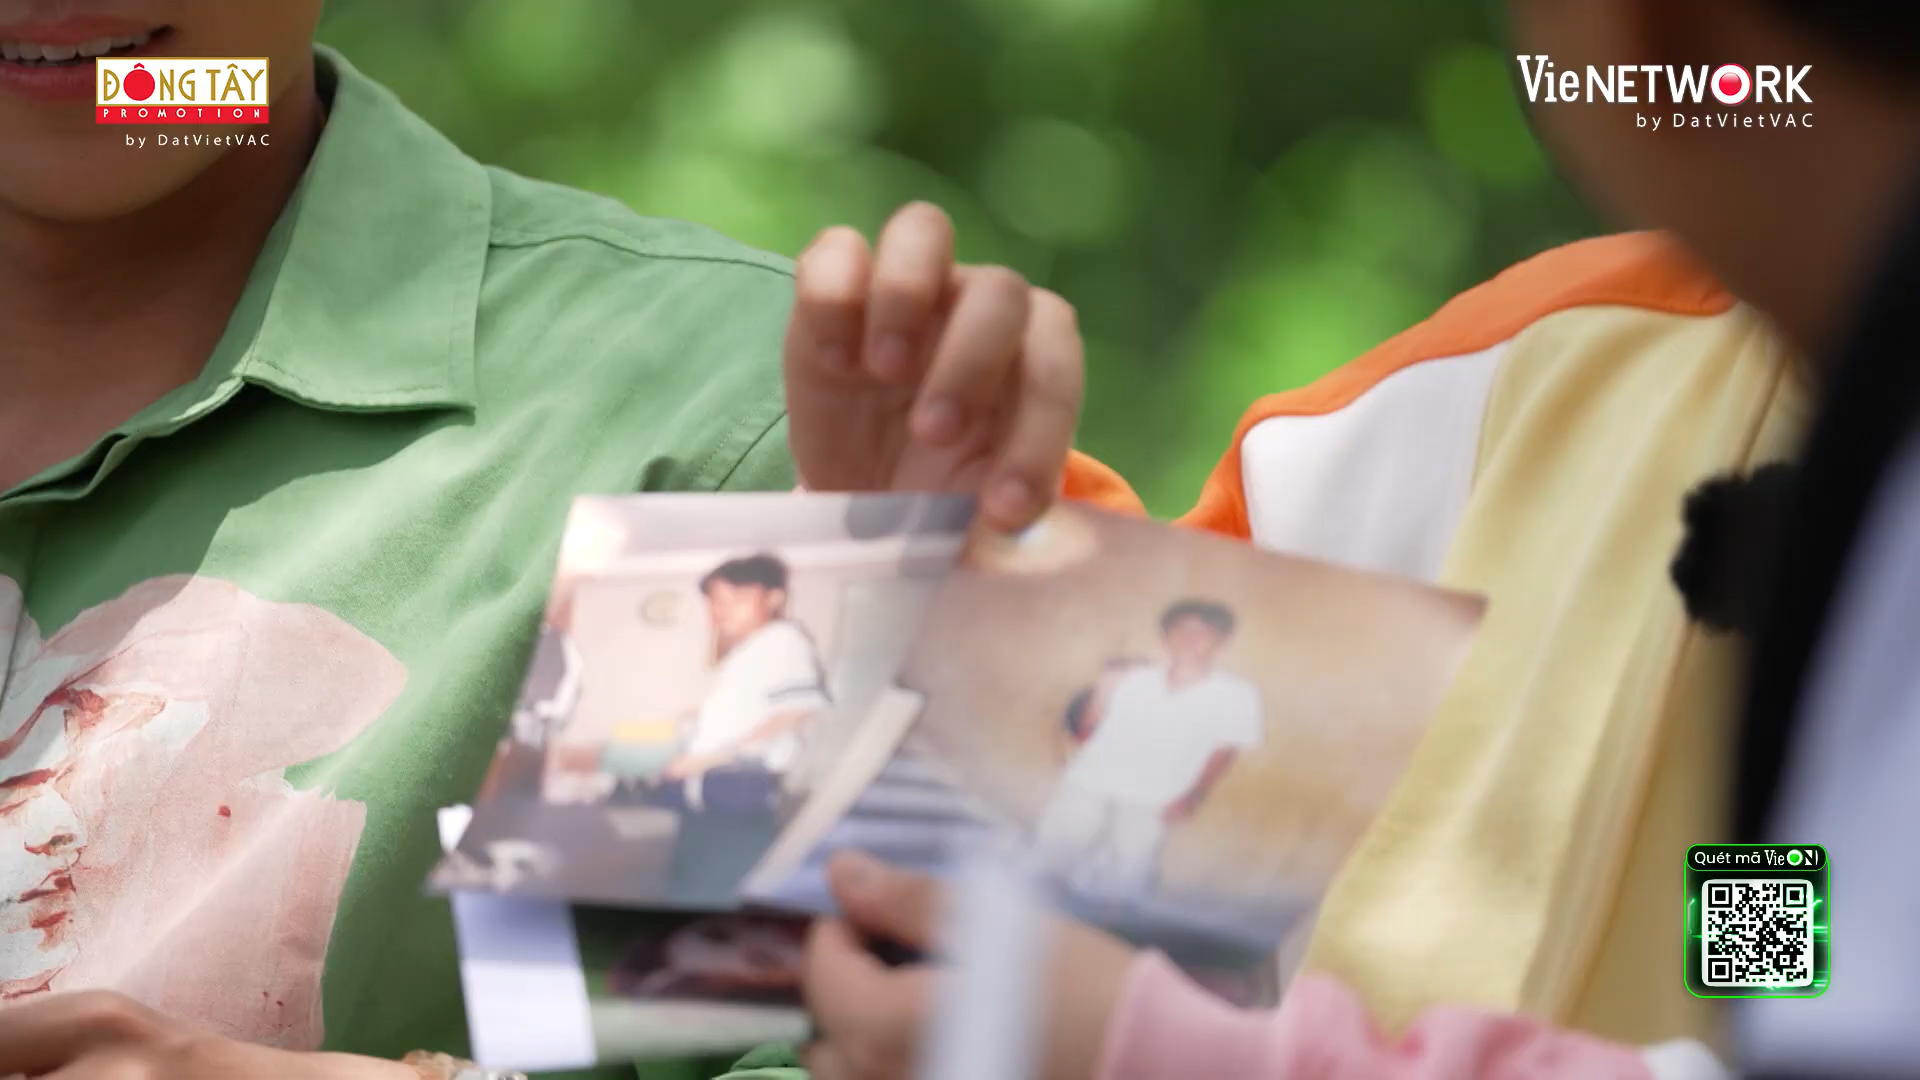 ĐÔNG TÂY
PROMOTION
by DatVietVAC
VieNETWORK
by DatVietVAC
Quét mã VieON